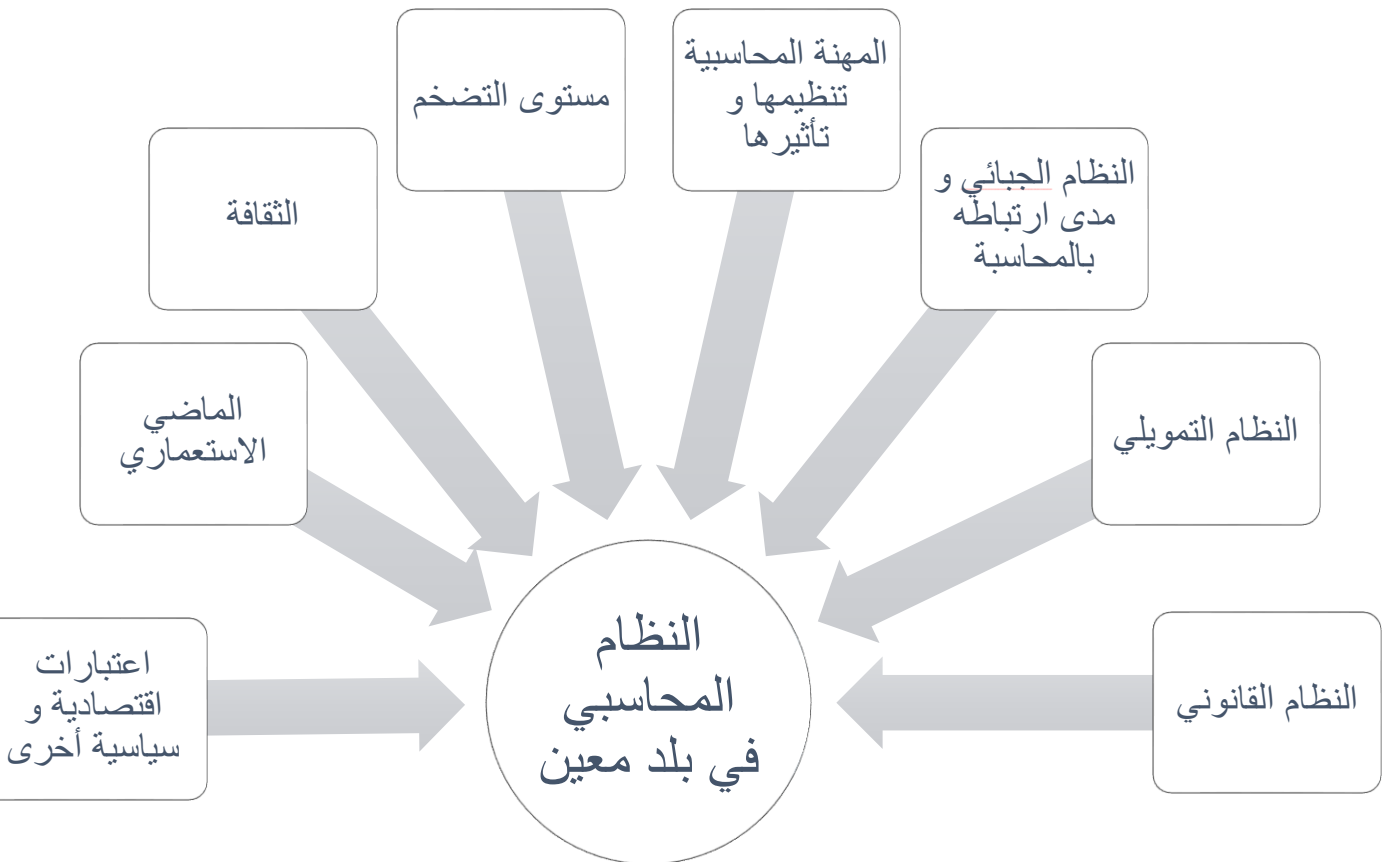 المهنة المحاسبية
تنظيمها و
تأثيرها
مستوى التضخم
النظام الجبائي و
مدى ارتباطه
بالمحاسبة
الثقافة
النظام التمويلي
الماضي
الاستعماري
النظام القانوني
اعتبارات
اقتصادية و
سياسية أخرى
النظام
المحاسبي
في بلد معين